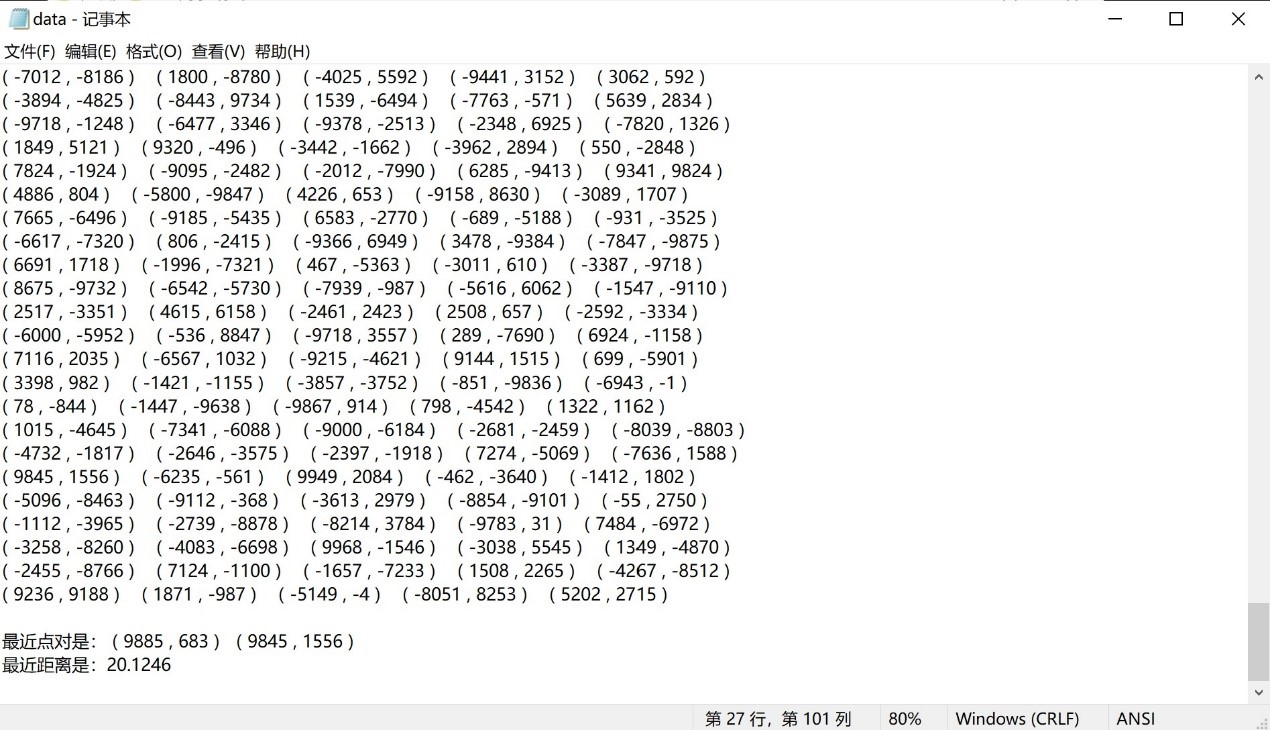 data - 记事本
文件(F) 编辑(E) 格式(O) 查看(V) 帮助(H)
( -7012 , -8186 ) ( 1800 , -8780 ) ( -4025 , 5592 ) ( -9441 , 3152 ) ( 3062 , 592 )
( -3894 , -4825 ) ( -8443 , 9734 ) ( 1539 , -6494 ) ( -7763 , -571 ) ( 5639 , 2834 )
( -9718 , -1248 ) ( -6477 , 3346 ) ( -9378 , -2513 ) ( -2348 , 6925 ) ( -7820 , 1326 )
( 1849 , 5121 ) ( 9320 , -496 ) ( -3442 , -1662 ) ( -3962 , 2894 ) ( 550 , -2848 )
( 7824 , -1924 ) ( -9095 , -2482 ) ( -2012 , -7990 ) ( 6285 , -9413 ) ( 9341 , 9824 )
( 4886 , 804 ) ( -5800 , -9847 ) ( 4226 , 653 ) ( -9158 , 8630 ) ( -3089 , 1707 )
( 7665 , -6496 ) ( -9185 , -5435 ) ( 6583 , -2770 ) ( -689 , -5188 ) ( -931 , -3525 )
( -6617 , -7320 ) ( 806 , -2415 ) ( -9366 , 6949 ) ( 3478 , -9384 ) ( -7847 , -9875 )
( 6691 , 1718 ) ( -1996 , -7321 ) ( 467 , -5363 ) ( -3011 , 610 ) ( -3387 , -9718 )
( 8675 , -9732 ) ( -6542 , -5730 ) ( -7939 , -987 ) ( -5616 , 6062 ) ( -1547 , -9110 )
( 2517 , -3351 ) ( 4615 , 6158 ) ( -2461 , 2423 ) ( 2508 , 657 ) ( -2592 , -3334 )
( -6000 , -5952 ) ( -536 , 8847 ) ( -9718 , 3557 ) ( 289 , -7690 ) ( 6924 , -1158 )
( 7116 , 2035 ) ( -6567 , 1032 ) ( -9215 , -4621 ) ( 9144 , 1515 ) ( 699 , -5901 )
( 3398 , 982 ) ( -1421 , -1155 ) ( -3857 , -3752 ) ( -851 , -9836 ) ( -6943 , -1 )
( 78 , -844 ) ( -1447 , -9638 ) ( -9867 , 914 ) ( 798 , -4542 ) ( 1322 , 1162 )
( 1015 , -4645 ) ( -7341 , -6088 ) ( -9000 , -6184 ) ( -2681 , -2459 ) ( -8039 , -8803 )
( -4732 , -1817 ) ( -2646 , -3575 ) ( -2397 , -1918 ) ( 7274 , -5069 ) ( -7636 , 1588 )
( 9845 , 1556 ) ( -6235 , -561 ) ( 9949 , 2084 ) ( -462 , -3640 ) ( -1412 , 1802 )
( -5096 , -8463 ) ( -9112 , -368 ) ( -3613 , 2979 ) ( -8854 , -9101 ) ( -55 , 2750 )
( -1112 , -3965 ) ( -2739 , -8878 ) ( -8214 , 3784 ) ( -9783 , 31 ) ( 7484 , -6972 )
( -3258 , -8260 ) ( -4083 , -6698 ) ( 9968 , -1546 ) ( -3038 , 5545 ) ( 1349 , -4870 )
( -2455 , -8766 ) ( 7124 , -1100 ) ( -1657 , -7233 ) ( 1508 , 2265 ) ( -4267 , -8512 )
( 9236 , 9188 ) ( 1871 , -987 ) ( -5149 , -4 ) ( -8051 , 8253 ) ( 5202 , 2715 )
最近点对是： ( 9885 , 683 ) ( 9845 , 1556 )
最近距离是：20.1246
第 27 行，第 101 列 80% Windows (CRLF) ANSI